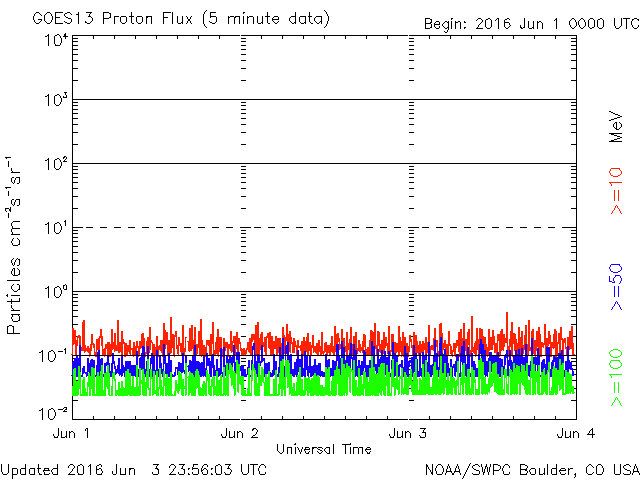 GOES13 Proton Flux (5 minute data)
Begin: 2016 Jun 1 0000 UTC
Particles cm⁻²s⁻¹sr⁻¹
10⁴
10³
10²
10¹
10⁰
10⁻¹
10⁻²
MeV
>=10
>=50
>=100
Jun 1
Jun 2
Jun 3
Jun 4
Universal Time
Updated 2016 Jun 3 23:56:03 UTC
NOAA/SWPC Boulder, CO USA